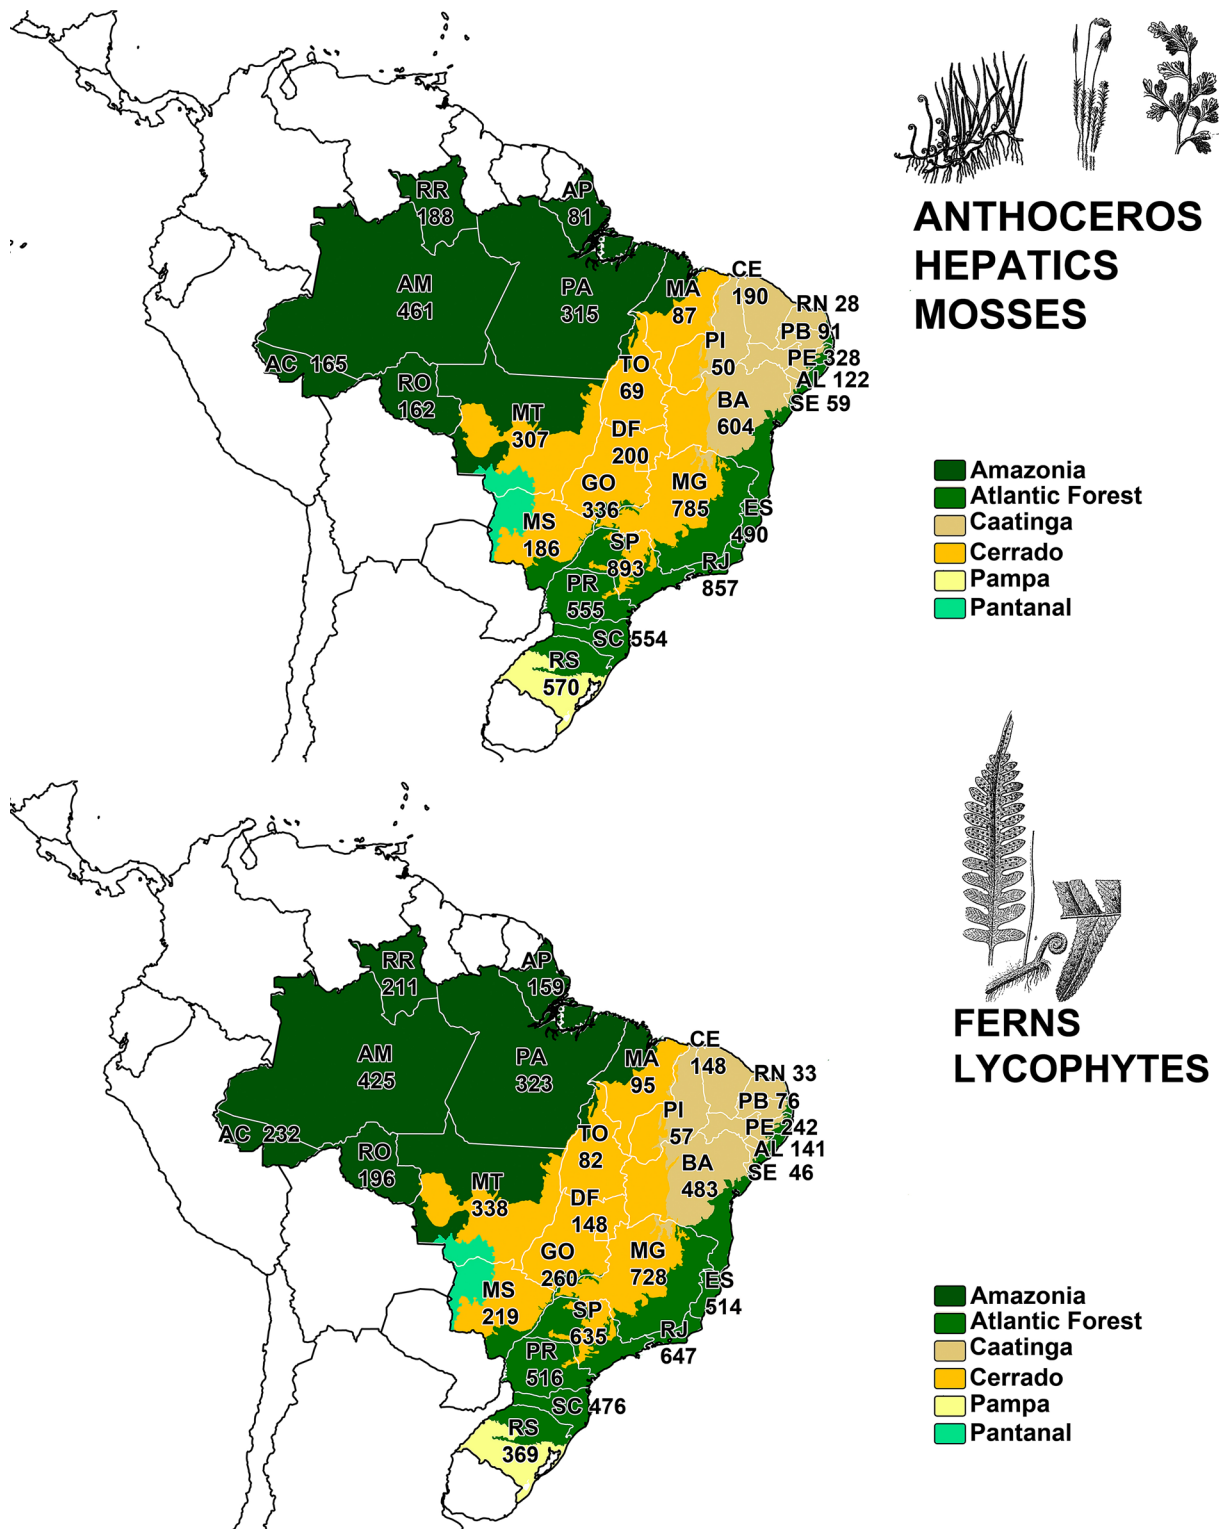 ANTHOCEROS
HEPATICS
MOSSES
RR
188
AP
81
AM
461
PA
315
MA
87
CE
190
RN 28
PB 91
PE 328
AL 122
SE 59
PI
50
AC 165
RO
162
TO
69
BA
604
MT
307
DF
200
GO
336
MG
785
ES
490
MS
186
SP
893
RJ
857
PR
555
SC 554
RS
570
Amazonia
Atlantic Forest
Caatinga
Cerrado
Pampa
Pantanal
FERNS
LYCOPHYTES
RR
211
AP
159
AM
425
PA
323
MA
95
CE
148
RN 33
PB 76
PE 242
AL 141
SE 46
PI
57
AC 232
RO
196
TO
82
BA
483
MT
338
DF
148
GO
260
MG
728
ES
514
MS
219
SP
635
RJ
647
PR
516
SC 476
RS
369
Amazonia
Atlantic Forest
Caatinga
Cerrado
Pampa
Pantanal